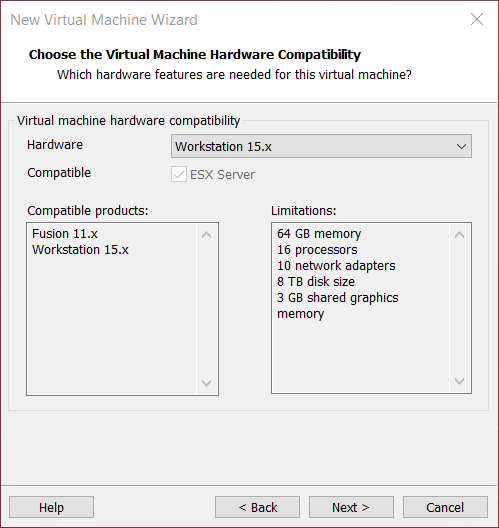 New Virtual Machine Wizard
Choose the Virtual Machine Hardware Compatibility
Which hardware features are needed for this virtual machine?
Virtual machine hardware compatibility
Hardware
Workstation 15.x
Compatible
ESX Server
Compatible products:
Fusion 11.x
Workstation 15.x
Limitations:
64 GB memory
16 processors
10 network adapters
8 TB disk size
3 GB shared graphics
memory
Help
< Back
Next >
Cancel